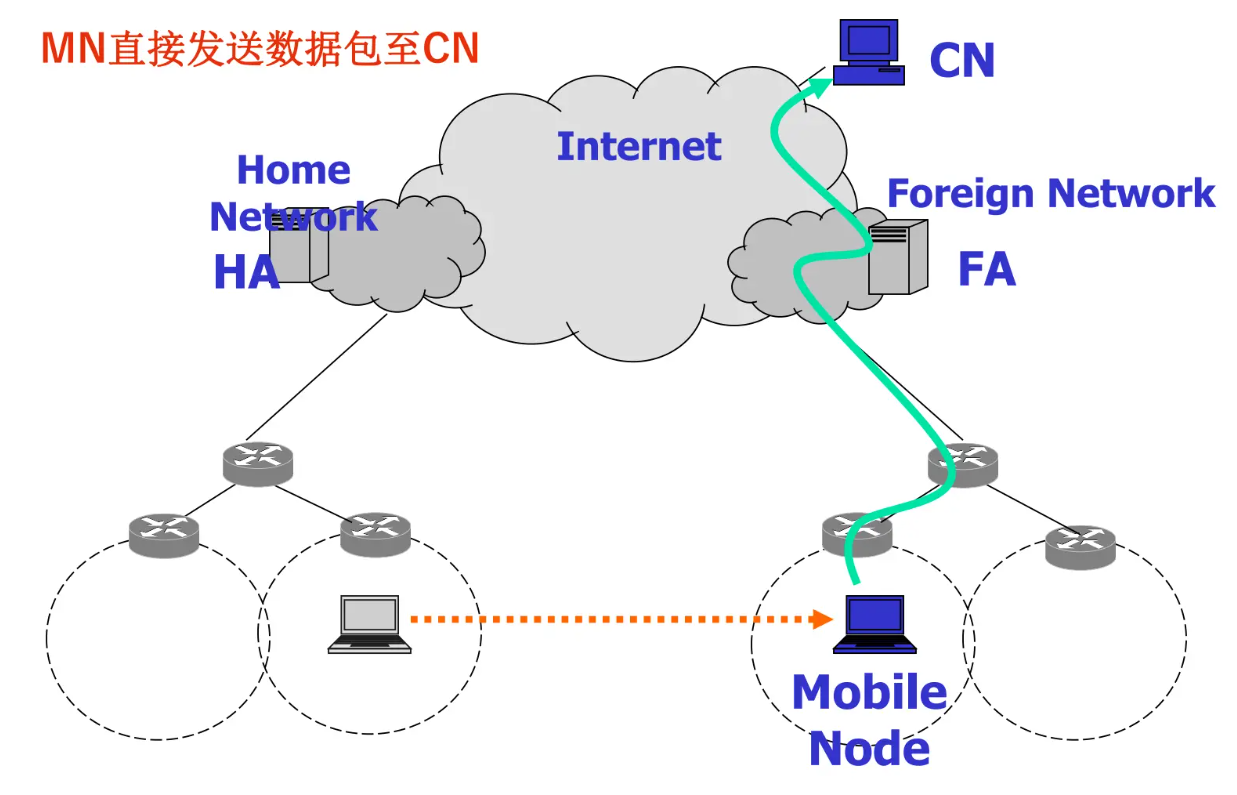 MN直接发送数据包至CN
CN
Internet
Home
Network
HA
Foreign Network
FA
Mobile
Node